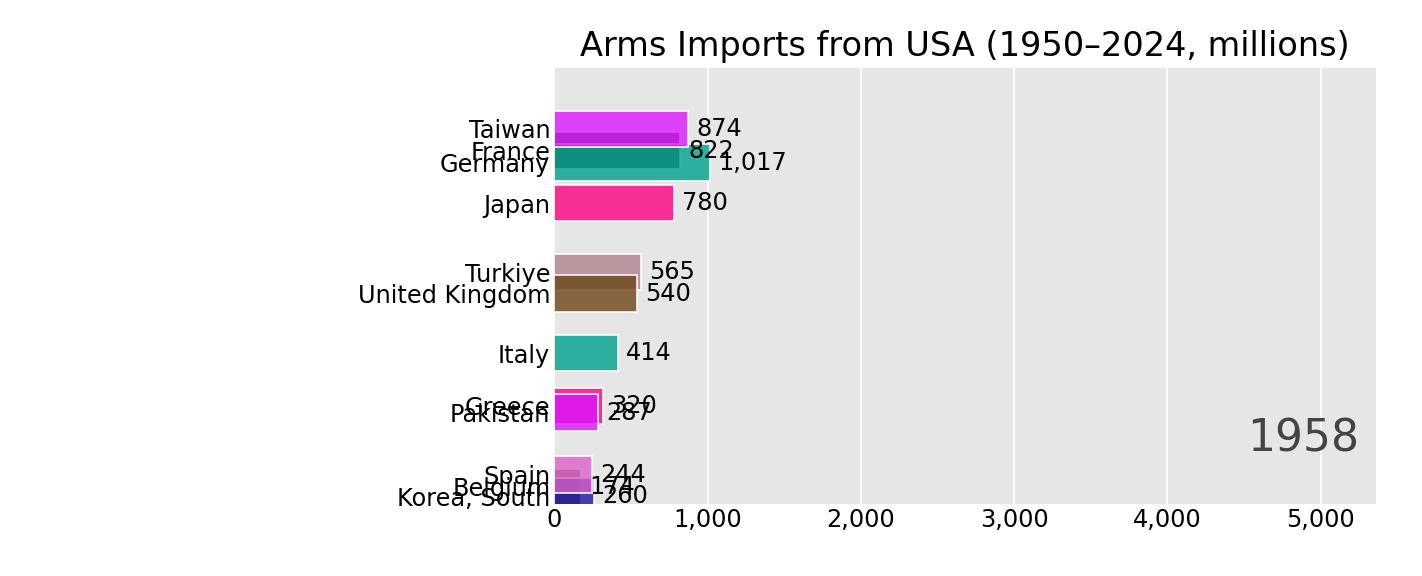 Arms Imports from USA (1950–2024, millions)
Taiwan 874
France 822
Germany 1,017
Japan 780
Turkiye 565
United Kingdom 540
Italy 414
Greece 320
Pakistan 287
Spain 244
Belgium 174
Korea, South 260
1958
0 1,000 2,000 3,000 4,000 5,000